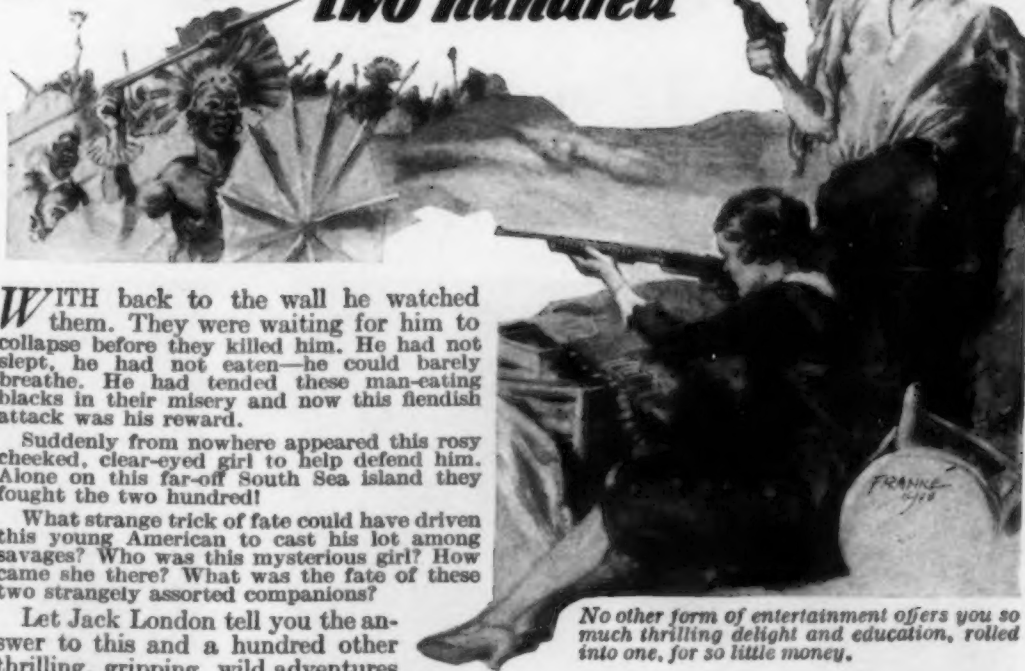 two hundred
WITH back to the wall he watched
them. They were waiting for him to
collapse before they killed him. He had not
slept, he had not eaten—he could barely
breathe. He had tended these man-eating
blacks in their misery and now this fiendish
attack was his reward.
Suddenly from nowhere appeared this rosy
cheeked, clear-eyed girl to help defend him.
Alone on this far-off South Sea island they
fought the two hundred!
What strange trick of fate could have driven
this young American to cast his lot among
savages? Who was this mysterious girl? How
came she there? What was the fate of these
two strangely assorted companions?
Let Jack London tell you the an-
swer to this and a hundred other
thrilling, gripping, wild adventures
FRANKE
No other form of entertainment offers you so
much thrilling delight and education, rolled
into one, for so little money.